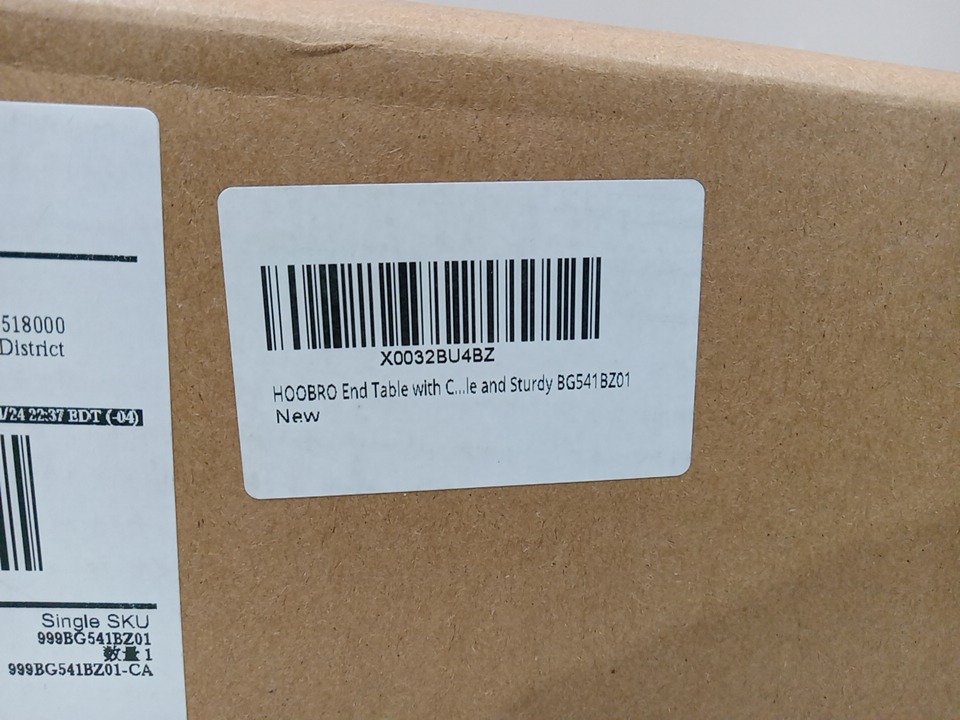 518000
District
/24 22:37 EDT (-04)
Single SKU
999BG541BZ01
数量 1
999BG541BZ01-CA
X0032BU4BZ
HOOBRO End Table with C...le and Sturdy BG541BZ01
New